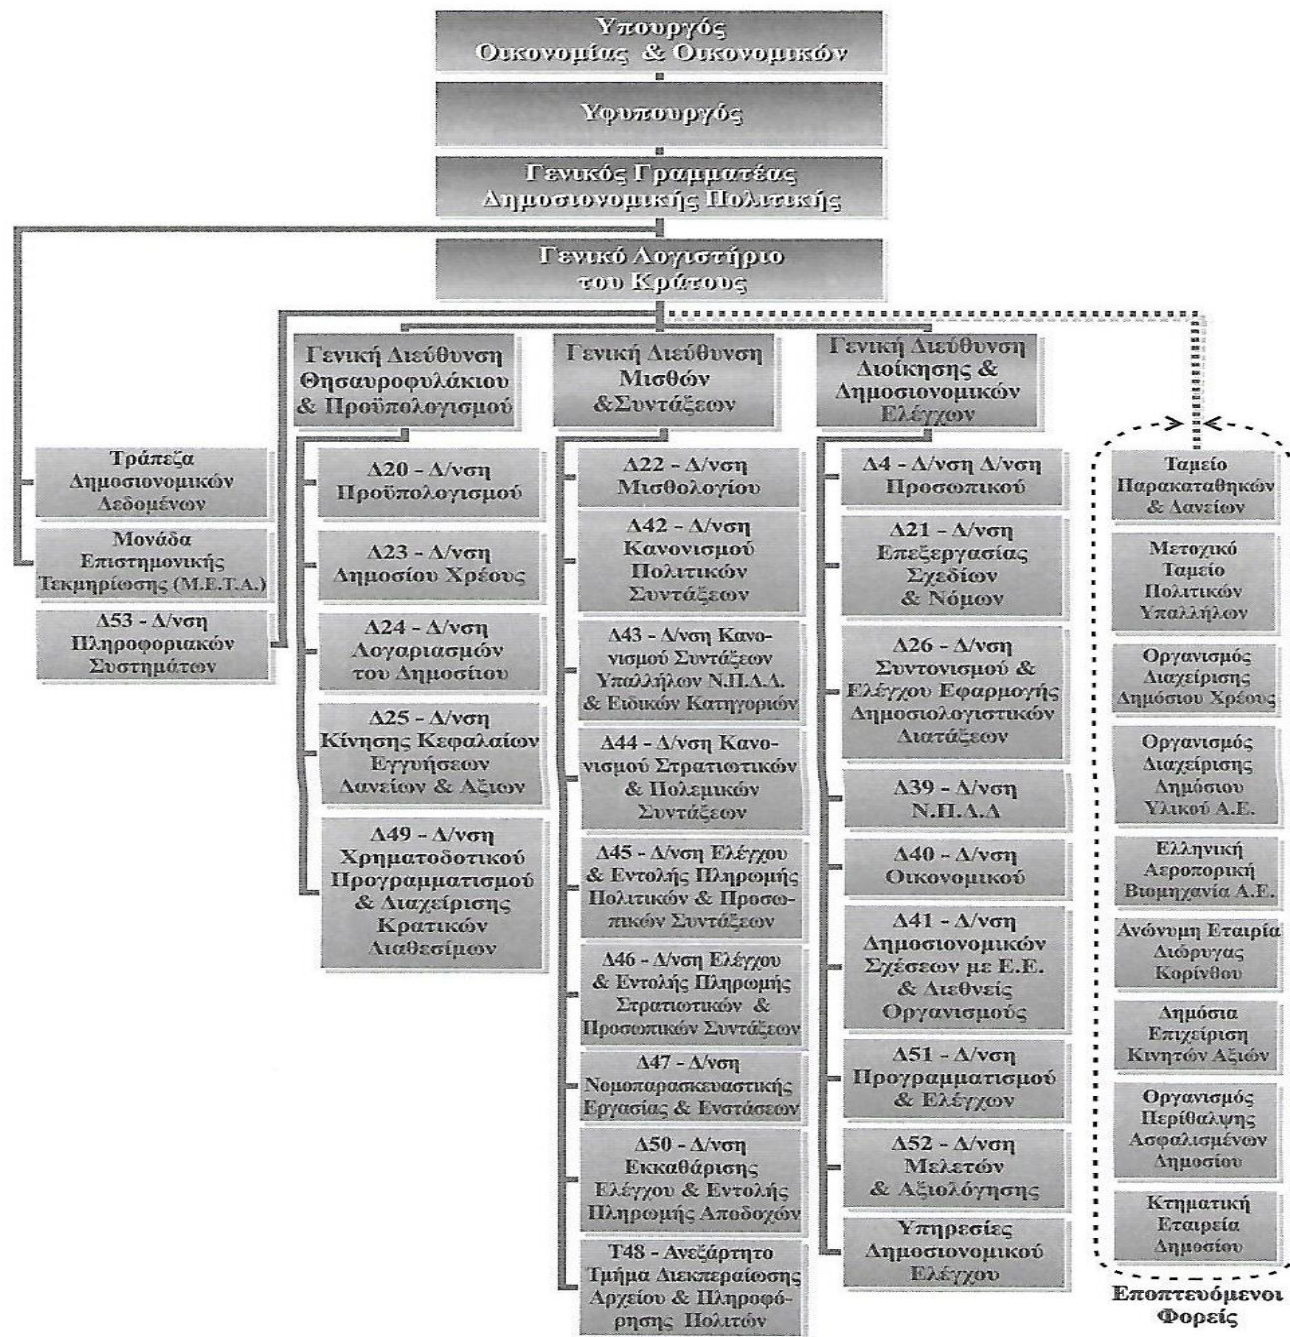 Υπουργός
Οικονομίας & Οικονομικών
Υφυπουργός
Γενικός Γραμματέας
Δημοσιονομικής Πολιτικής
Γενικό Λογιστήριο
του Κράτους
Γενική Διεύθυνση
Θησαυροφυλάκιου
& Προϋπολογισμού
Γενική Διεύθυνση
Μισθών
&Συντάξεων
Γενική Διεύθυνση
Διοίκησης &
Δημοσιονομικών
Ελέγχων
Τράπεζα
Δημοσιονομικών
Δεδομένων
Μονάδα
Επιστημονικής
Τεκμηρίωσης (Μ.Ε.Τ.Α.)
Δ53 - Δ/νση
Πληροφοριακών
Συστημάτων
Δ20 - Δ/νση
Προϋπολογισμού
Δ23 - Δ/νση
Δημοσίου Χρέους
Δ24 - Δ/νση
Λογαριασμών
του Δημοσίτου
Δ25 - Δ/νση
Κίνησης Κεφαλαίων
Εγγυήσεων
Δανείων & Αξιων
Δ49 - Δ/νση
Χρηματοδοτικού
Προγραμματισμού
& Διαχείρισης
Κρατικών
Διαθεσίμων
Δ22 - Δ/νση
Μισθολογίου
Δ42 - Δ/νση
Κανονισμού
Πολιτικών
Συντάξεων
Δ43 - Δ/νση Κανο-
νισμού Συντάξεων
Υπαλλήλων Ν.Π.Δ.Δ.
& Ειδικών Κατηγοριών
Δ44 - Δ/νση Κανο-
νισμού Στρατιωτικών
& Πολεμικών
Συντάξεων
Δ45 - Δ/νση Ελέγχου
& Εντολής Πληρωμής
Πολιτικών & Προσω-
πικών Συντάξεων
Δ46 - Δ/νση Ελέγχου
& Εντολής Πληρωμής
Στρατιωτικών &
Προσωπικών Συντάξεων
Δ47 - Δ/νση
Νομοπαρασκευαστικής
Εργασίας & Ενστάσεων
Δ50 - Δ/νση
Εκκαθάρισης
Ελέγχου & Εντολής
Πληρωμής Αποδοχών
Τ48 - Ανεξάρτητο
Τμήμα Διεκπεραίωσης
Αρχείου & Πληροφό-
ρησης Πολιτών
Δ4 - Δ/νση Δ/νση
Προσωπικού
Δ21 - Δ/νση
Επεξεργασίας
Σχεδίων
& Νόμων
Δ26 - Δ/νση
Συντονισμού &
Ελέγχου Εφαρμογής
Δημοσιολογιστικών
Διατάξεων
Δ39 - Δ/νση
Ν.Π.Δ.Δ
Δ40 - Δ/νση
Οικονομικού
Δ41 - Δ/νση
Δημοσιονομικών
Σχέσεων με Ε.Ε.
& Διεθνείς
Οργανισμούς
Δ51 - Δ/νση
Προγραμματισμού
& Ελέγχων
Δ52 - Δ/νση
Μελετών
& Αξιολόγησης
Υπηρεσίες
Δημοσιονομικού
Ελέγχου
Ταμείο
Παρακαταθηκών
& Δανείων
Μετοχικό
Ταμείο
Πολιτικών
Υπαλλήλων
Οργανισμός
Διαχείρισης
Δημόσιου Χρέους
Οργανισμός
Διαχείρισης
Δημόσιου
Υλικού Α.Ε.
Ελληνική
Αεροπορική
Βιομηχανία Α.Ε.
Ανώνυμη Εταιρία
Διώρυγας
Κορίνθου
Δημόσια
Επιχείριση
Κινητών Αξιών
Οργανισμός
Περίθαλψης
Ασφαλισμένων
Δημοσίου
Κτηματική
Εταιρεία
Δημοσίου
Εποπτευόμενοι
Φορείς